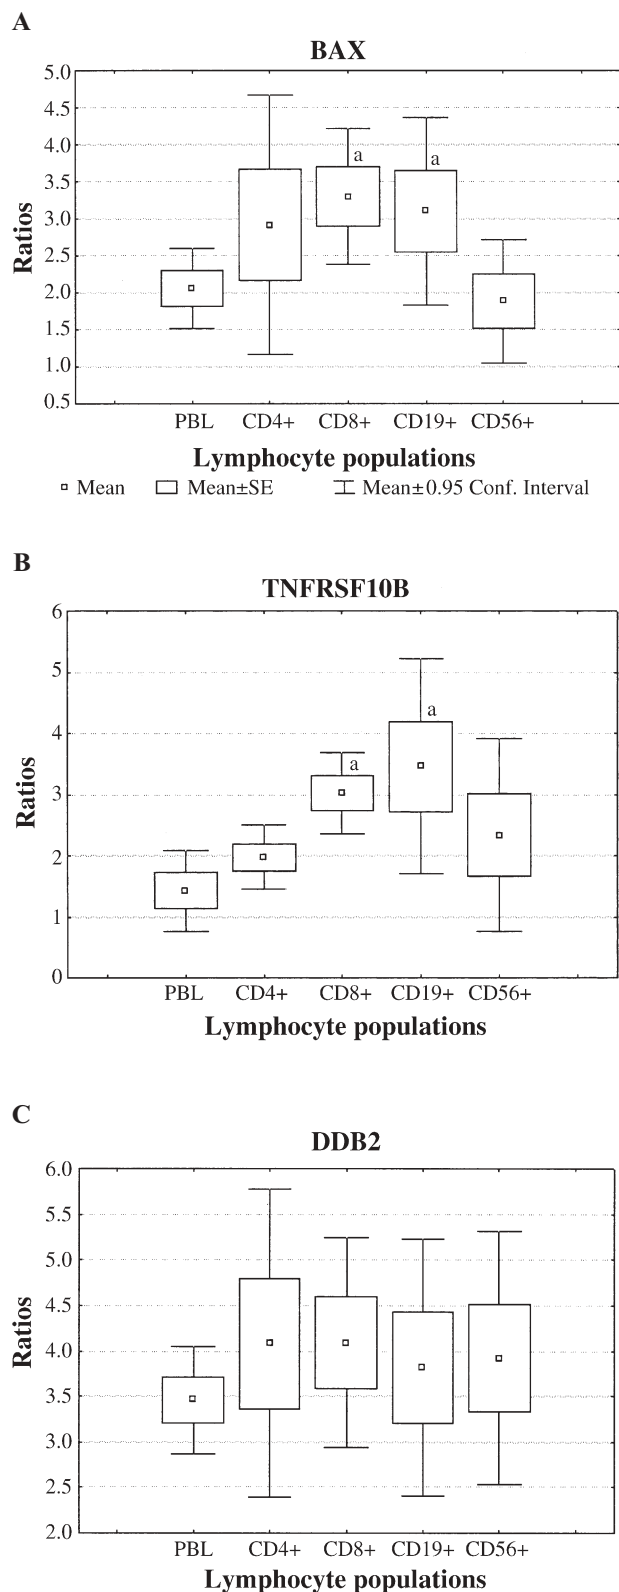 A
BAX
5.0
4.5
4.0
3.5
3.0
2.5
2.0
1.5
1.0
0.5
Ratios
a
a
PBL CD4+ CD8+ CD19+ CD56+
Lymphocyte populations
Mean Mean±SE Mean±0.95 Conf. Interval
B
TNFRSF10B
6
5
4
3
2
1
0
Ratios
a
a
PBL CD4+ CD8+ CD19+ CD56+
Lymphocyte populations
C
DDB2
6.0
5.5
5.0
4.5
4.0
3.5
3.0
2.5
2.0
Ratios
PBL CD4+ CD8+ CD19+ CD56+
Lymphocyte populations